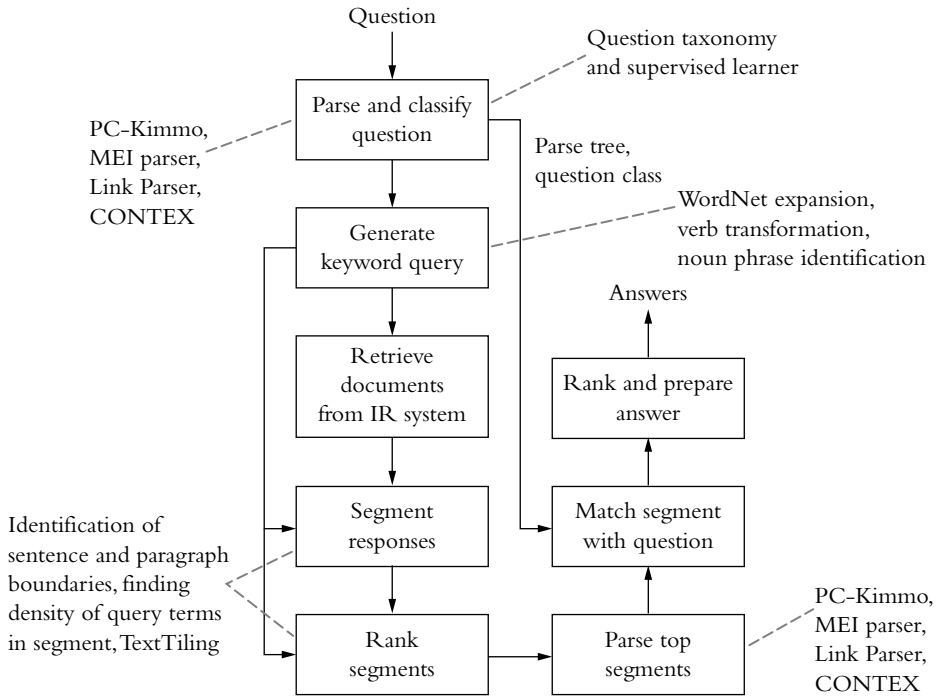 Question
Question taxonomy
and supervised learner
Parse and classify
question
PC-Kimmo,
MEI parser,
Link Parser,
CONTEX
Parse tree,
question class
WordNet expansion,
verb transformation,
noun phrase identification
Generate
keyword query
Answers
Retrieve
documents
from IR system
Rank and prepare
answer
Identification of
sentence and paragraph
boundaries, finding
density of query terms
in segment, TextTiling
Segment
responses
Match segment
with question
Rank
segments
Parse top
segments
PC-Kimmo,
MEI parser,
Link Parser,
CONTEX